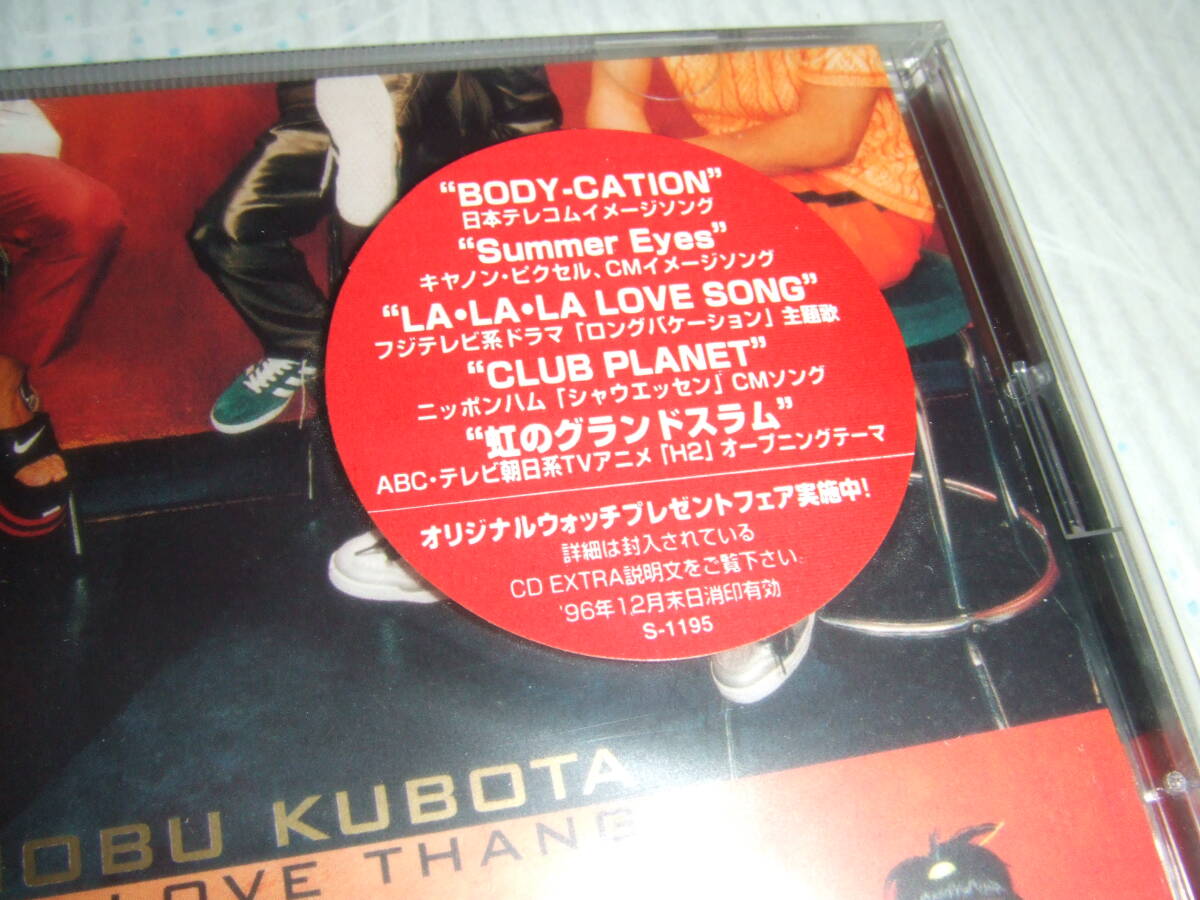 “BODY-CATION”
日本テレコムイメージソング
“Summer Eyes”
キヤノン・ピクセル、CMイメージソング
“LA•LA•LA LOVE SONG”
フジテレビ系ドラマ「ロングバケーション」主題歌
“CLUB PLANET”
ニッポンハム「シャウエッセン」CMソング
“虹のグランドスラム”
ABC・テレビ朝日系TVアニメ「H2」オープニングテーマ
オリジナルウォッチプレゼントフェア実施中!
詳細は封入されている
CD EXTRA説明文をご覧下さい。
'96年12月末日消印有効
S-1195
OBU KUBOTA
LOVE THANG